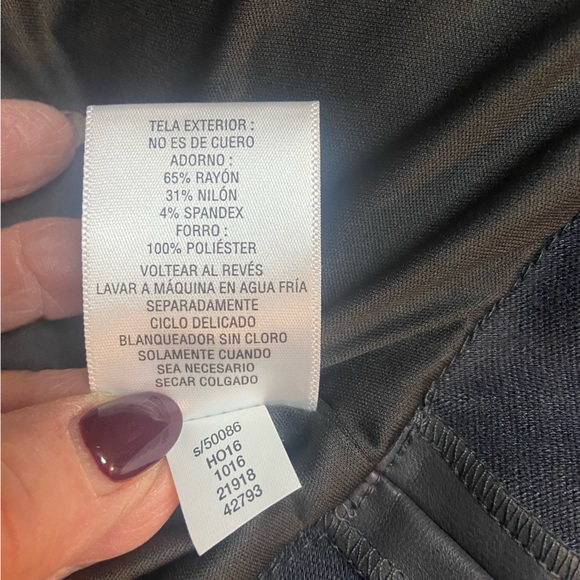 TELA EXTERIOR :
NO ES DE CUERO
ADORNO :
65% RAYÓN
31% NILÓN
4% SPANDEX
FORRO :
100% POLIÉSTER
VOLTEAR AL REVÉS
LAVAR A MÁQUINA EN AGUA FRÍA
SEPARADAMENTE
CICLO DELICADO
BLANQUEADOR SIN CLORO
SOLAMENTE CUANDO
SEA NECESARIO
SECAR COLGADO
s/50086
HO16
1016
21918
42793